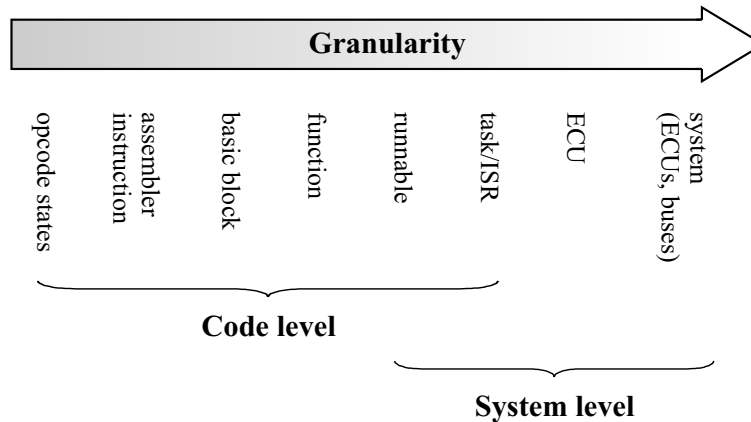 Granularity
opcode states
assembler
instruction
basic block
function
runnable
task/ISR
ECU
system
(ECUs, buses)
Code level
System level